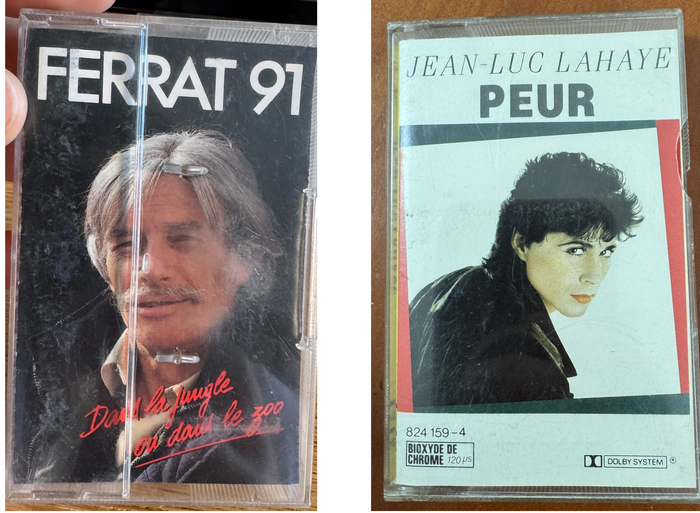 FERRAT 91
Dans la jungle
ou dans le zoo
JEAN-LUC LAHAYE
PEUR
824 159-4
BIOXYDE DE
CHROME 120 µs
DOLBY SYSTEM ®